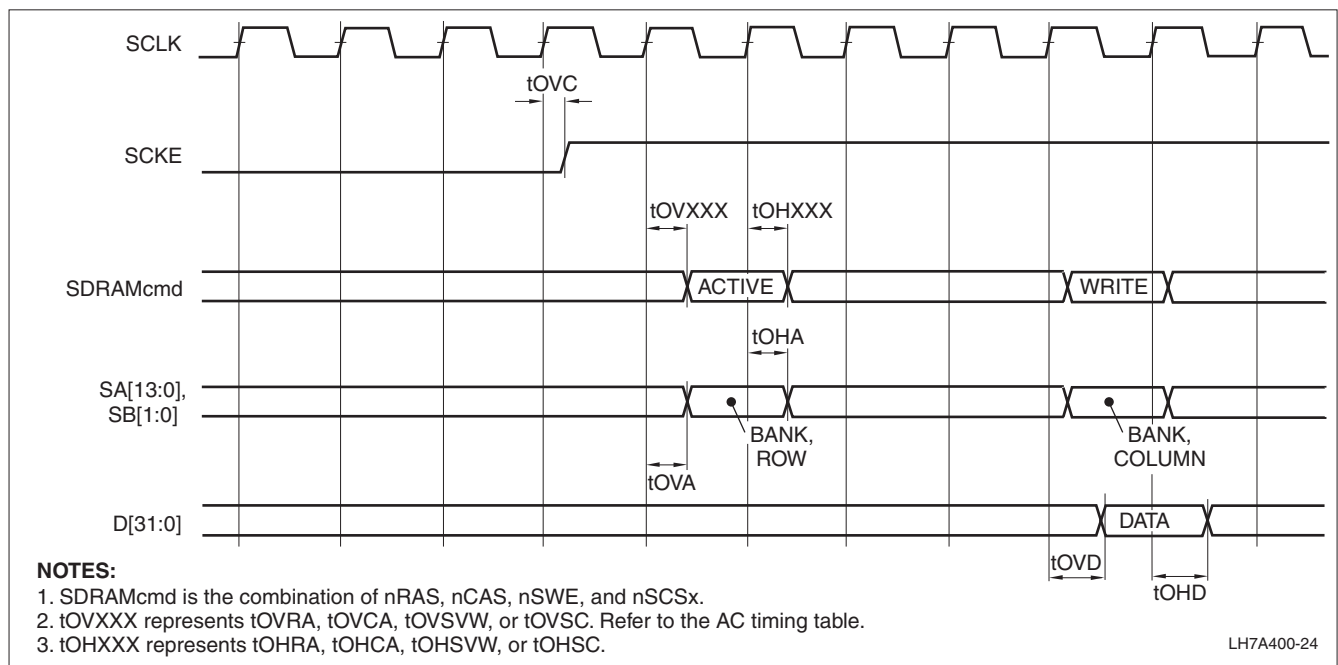 SCLK
tOVC
SCKE
tOVXXX tOHXXX
SDRAMcmd
ACTIVE
WRITE
tOHA
SA[13:0],
SB[1:0]
BANK,
ROW
BANK,
COLUMN
tOVA
D[31:0]
DATA
tOVD
tOHD
NOTES:
1. SDRAMcmd is the combination of nRAS, nCAS, nSWE, and nSCSx.
2. tOVXXX represents tOVRA, tOVCA, tOVSVW, or tOVSC. Refer to the AC timing table.
3. tOHXXX represents tOHRA, tOHCA, tOHSVW, or tOHSC.
LH7A400-24